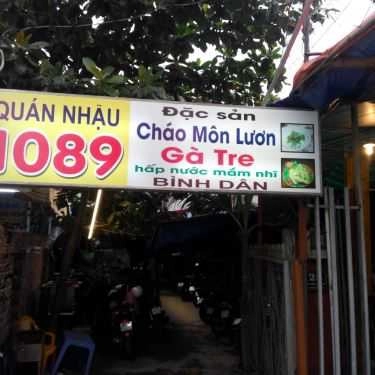 QUÁN NHẬU
1089
Đặc sản
Cháo Môn Lươn
Gà Tre
hấp nước mắm nhĩ
BÌNH DÂN